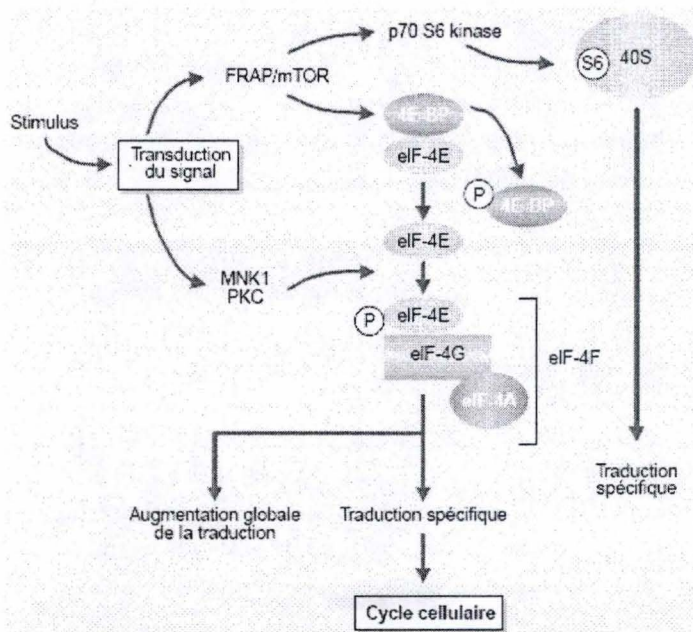 p70 S6 kinase
S6
40S
FRAP/mTOR
Stimulus
4E-BP
Transduction
du signal
eIF-4E
P
4E-BP
eIF-4E
MNK1
PKC
eIF-4E
P
eIF-4G
eIF-4F
eIF-4A
Traduction
spécifique
Augmentation globale
de la traduction
Traduction spécifique
Cycle cellulaire